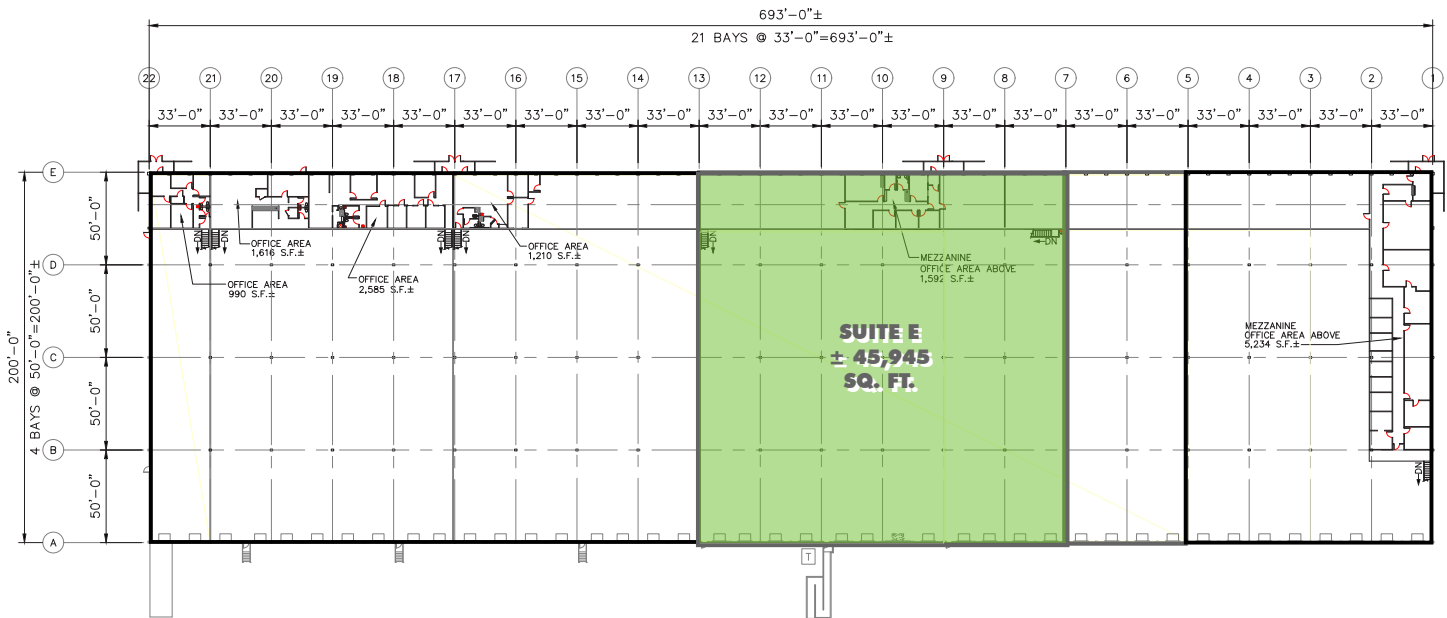 693'-0"±
21 BAYS @ 33'-0"=693'-0"±
22 21 20 19 18 17 16 15 14 13 12 11 10 9 8 7 6 5 4 3 2 1
33'-0" 33'-0" 33'-0" 33'-0" 33'-0" 33'-0" 33'-0" 33'-0" 33'-0" 33'-0" 33'-0" 33'-0" 33'-0" 33'-0" 33'-0" 33'-0" 33'-0" 33'-0" 33'-0" 33'-0" 33'-0"
E
D
C
B
A
200'-0"
4 BAYS @ 50'-0"=200'-0"±
50'-0"
50'-0"
50'-0"
50'-0"
DN
DN
DN
DN
DN
DN
DN
OFFICE AREA
990 S.F.±
OFFICE AREA
1,616 S.F.±
OFFICE AREA
2,585 S.F.±
OFFICE AREA
1,210 S.F.±
MEZZANINE
OFFICE AREA ABOVE
1,592 S.F.±
SUITE E
± 45,945
SQ. FT.
MEZZANINE
OFFICE AREA ABOVE
5,234 S.F.±
T